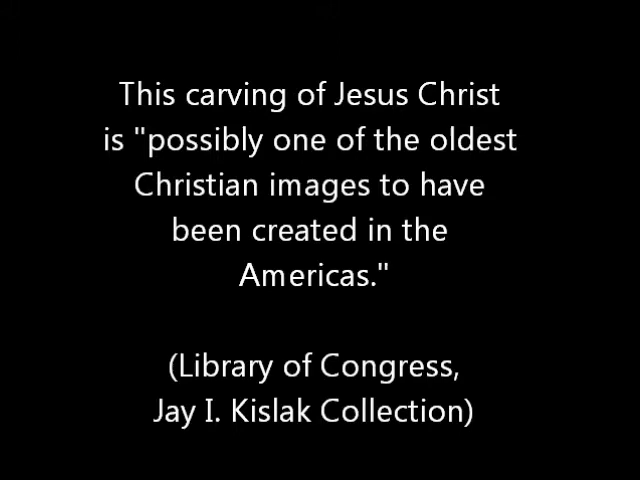 This carving of Jesus Christ
is "possibly one of the oldest
Christian images to have
been created in the
Americas."
(Library of Congress,
Jay I. Kislak Collection)